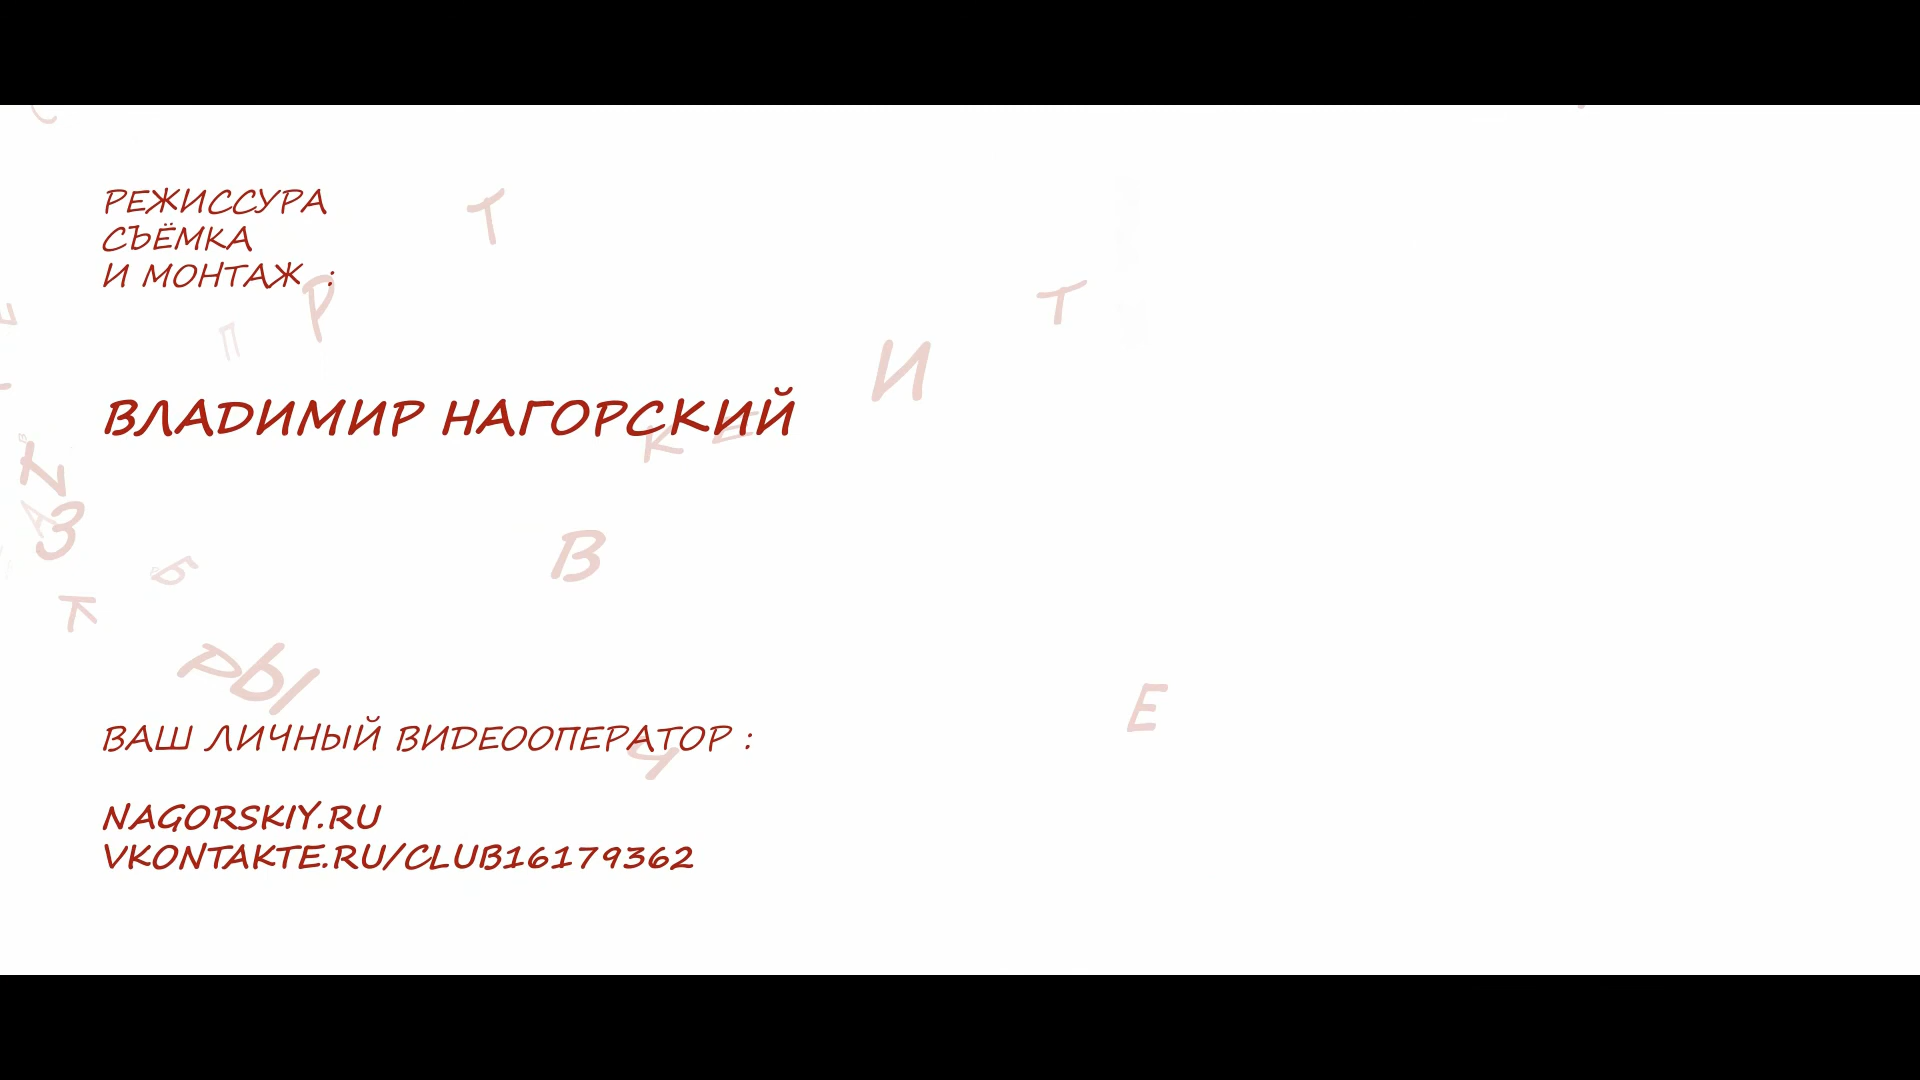 РЕЖИССУРА
СЪЁМКА
И МОНТАЖ :
ВЛАДИМИР НАГОРСКИЙ
ВАШ ЛИЧНЫЙ ВИДЕООПЕРАТОР :
NAGORSKIY.RU
VKONTAKTE.RU/CLUB16179362